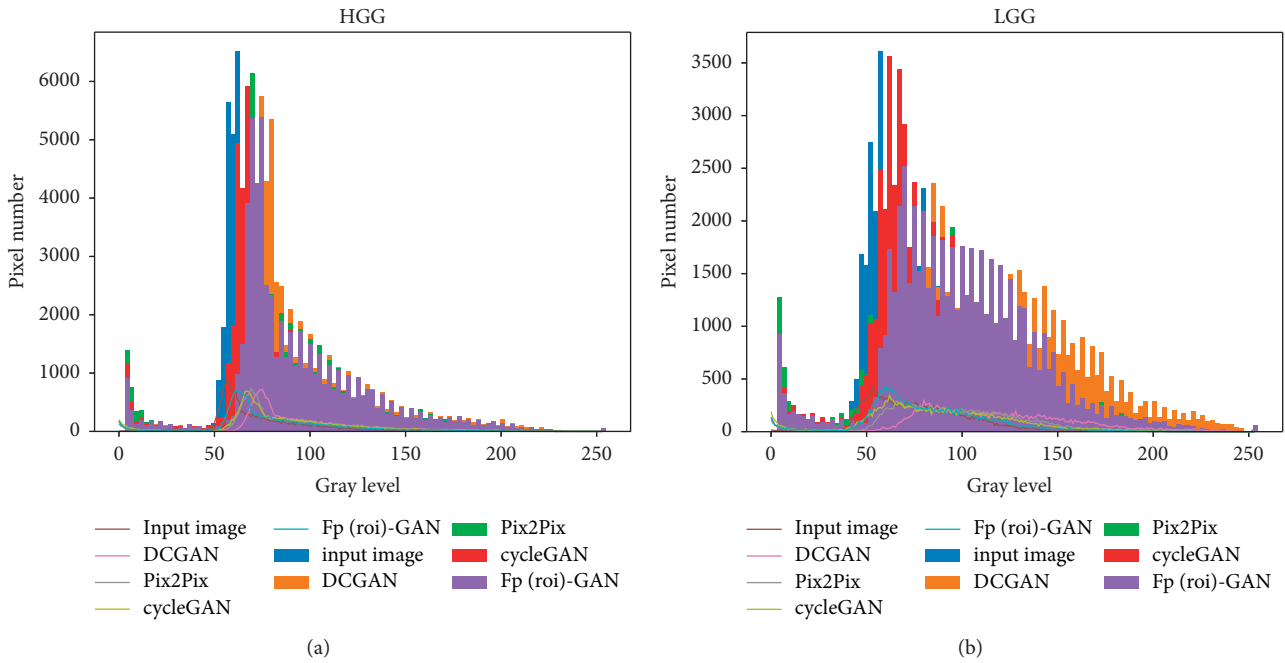 HGG
6000
5000
4000
3000
2000
1000
0
Pixel number
0 50 100 150 200 250
Gray level
Input image
DCGAN
Pix2Pix
cycleGAN
Fp (roi)-GAN
input image
DCGAN
Pix2Pix
cycleGAN
Fp (roi)-GAN
(a)
LGG
3500
3000
2500
2000
1500
1000
500
0
Pixel number
0 50 100 150 200 250
Gray level
Input image
DCGAN
Pix2Pix
cycleGAN
Fp (roi)-GAN
input image
DCGAN
Pix2Pix
cycleGAN
Fp (roi)-GAN
(b)